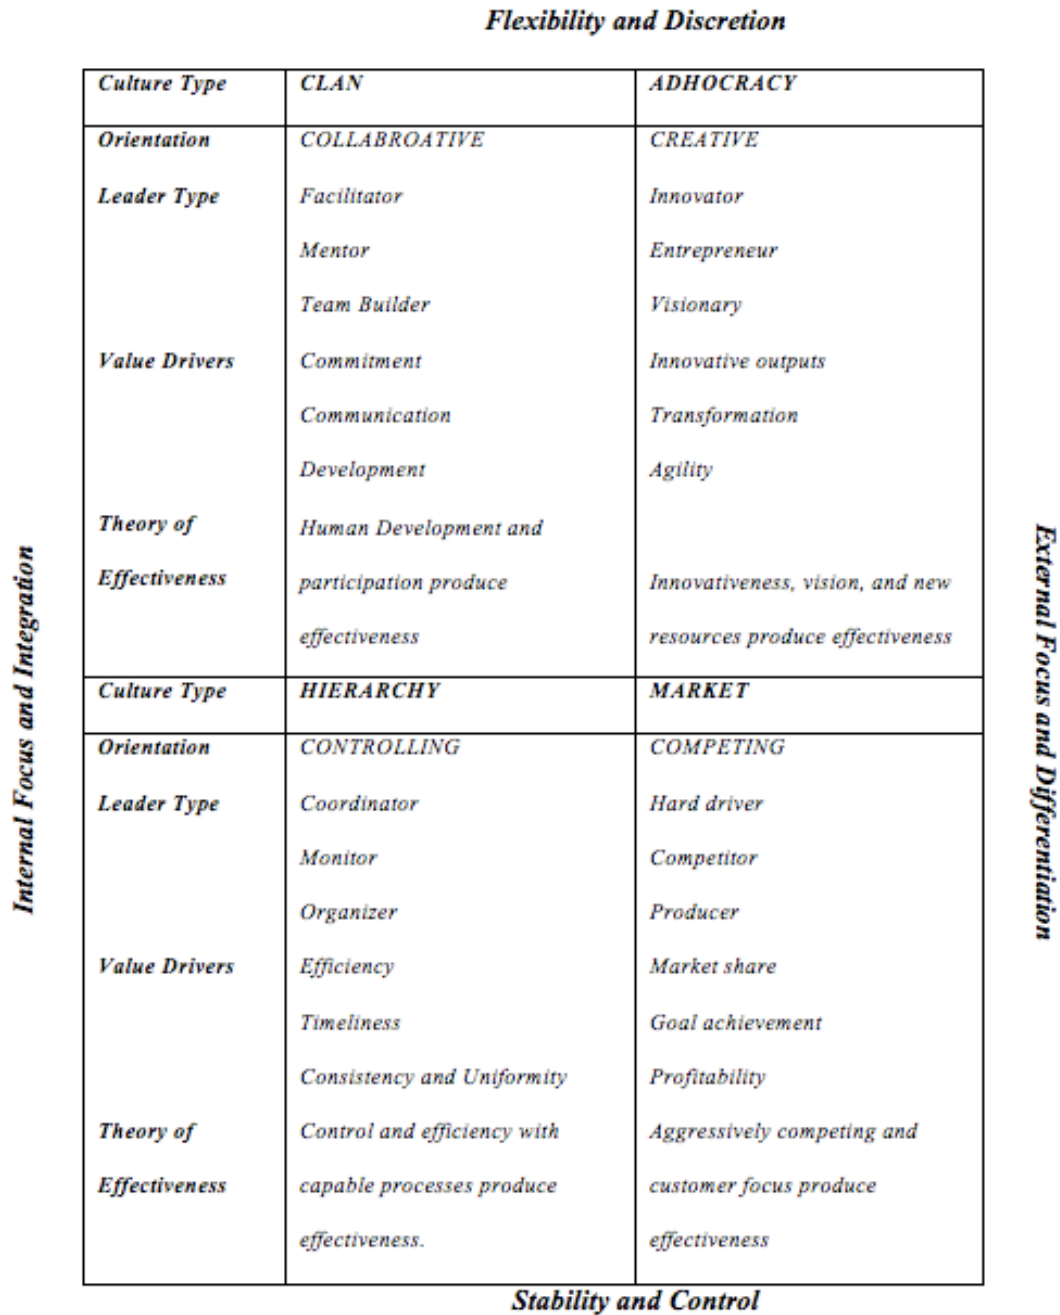 Flexibility and Discretion
Culture Type CLAN ADHOCRACY
Orientation COLLABROATIVE CREATIVE
Leader Type Facilitator Innovator
Mentor Entrepreneur
Team Builder Visionary
Value Drivers Commitment Innovative outputs
Communication Transformation
Development Agility
Theory of Human Development and
Effectiveness participation produce Innovativeness, vision, and new
effectiveness resources produce effectiveness
Culture Type HIERARCHY MARKET
Orientation CONTROLLING COMPETING
Leader Type Coordinator Hard driver
Monitor Competitor
Organizer Producer
Value Drivers Efficiency Market share
Timeliness Goal achievement
Consistency and Uniformity Profitability
Theory of Control and efficiency with Aggressively competing and
Effectiveness capable processes produce customer focus produce
effectiveness. effectiveness
Internal Focus and Integration
External Focus and Differentiation
Stability and Control